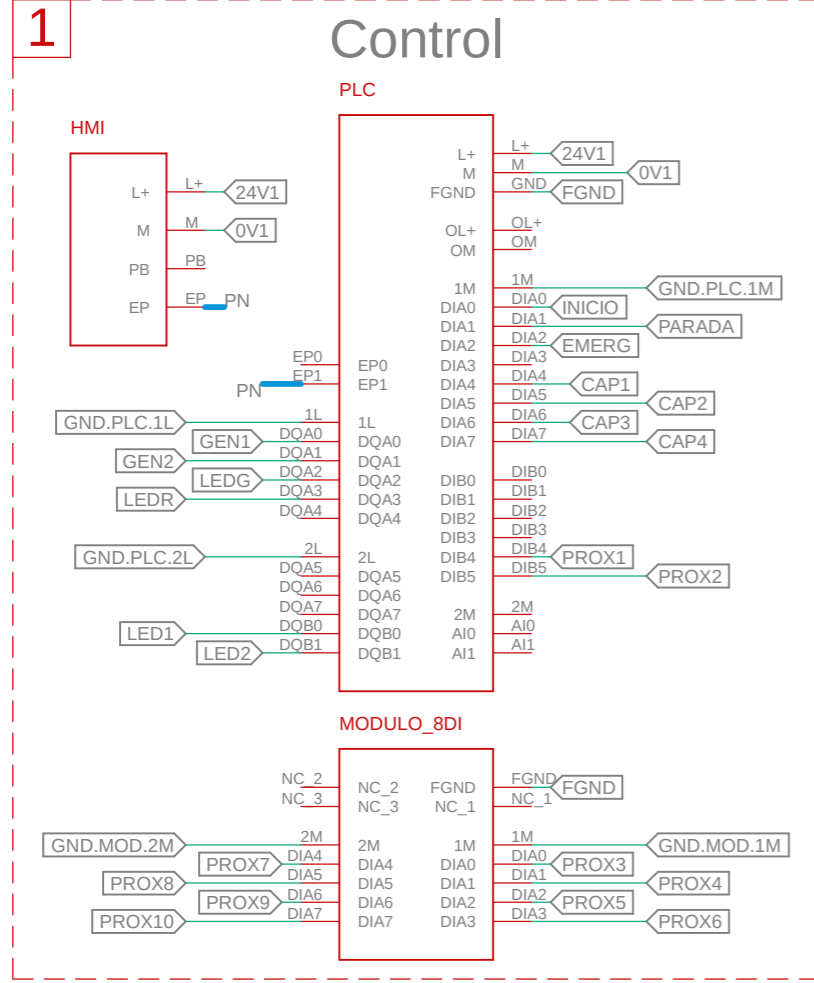 1
Control
HMI
L+ L+ 24V1
M M 0V1
PB PB
EP EP PN
PLC
L+ L+ 24V1
M M 0V1
FGND GND FGND
OL+ OL+
OM OM
1M 1M GND.PLC.1M
DIA0 DIA0 INICIO
DIA1 DIA1 PARADA
DIA2 DIA2 EMERG
DIA3 DIA3
DIA4 DIA4 CAP1
DIA5 DIA5 CAP2
DIA6 DIA6 CAP3
DIA7 DIA7 CAP4
DIB0 DIB0
DIB1 DIB1
DIB2 DIB2
DIB3 DIB3
DIB4 DIB4 PROX1
DIB5 DIB5 PROX2
2M 2M
AI0 AI0
AI1 AI1
EP0 EP0
PN EP1 EP1
GND.PLC.1L 1L 1L
GEN1 DQA0 DQA0
GEN2 DQA1 DQA1
LEDG DQA2 DQA2
LEDR DQA3 DQA3
DQA4 DQA4
GND.PLC.2L 2L 2L
DQA5 DQA5
DQA6 DQA6
DQA7 DQA7
LED1 DQB0 DQB0
LED2 DQB1 DQB1
MODULO_8DI
NC_2 NC_2
NC_3 NC_3
GND.MOD.2M 2M 2M
PROX7 DIA4 DIA4
PROX8 DIA5 DIA5
PROX9 DIA6 DIA6
PROX10 DIA7 DIA7
FGND FGND FGND
NC_1 NC_1
1M 1M GND.MOD.1M
DIA0 DIA0 PROX3
DIA1 DIA1 PROX4
DIA2 DIA2 PROX5
DIA3 DIA3 PROX6